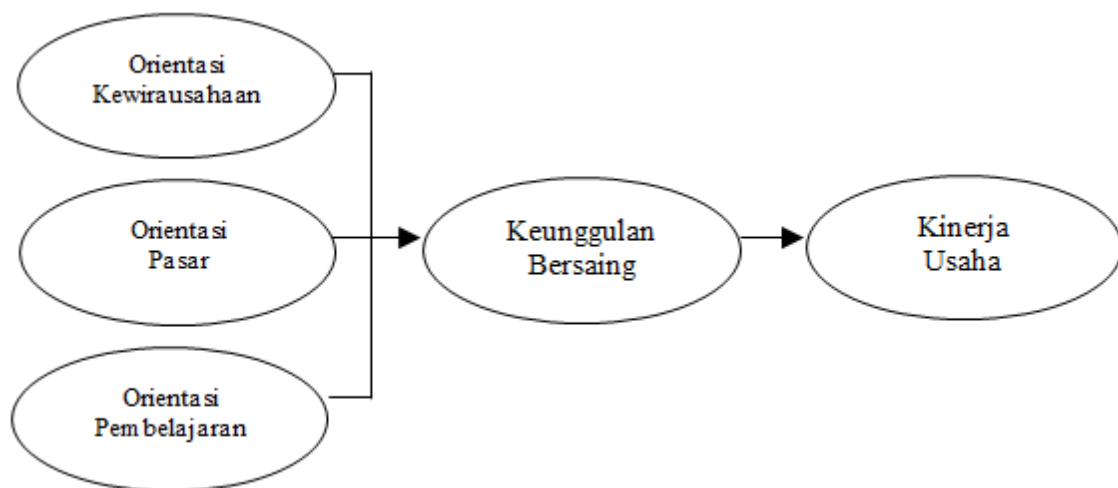 Orientasi
Kewirausahaan
Orientasi
Pasar
Orientasi
Pembelajaran
Keunggulan
Bersaing
Kinerja
Usaha